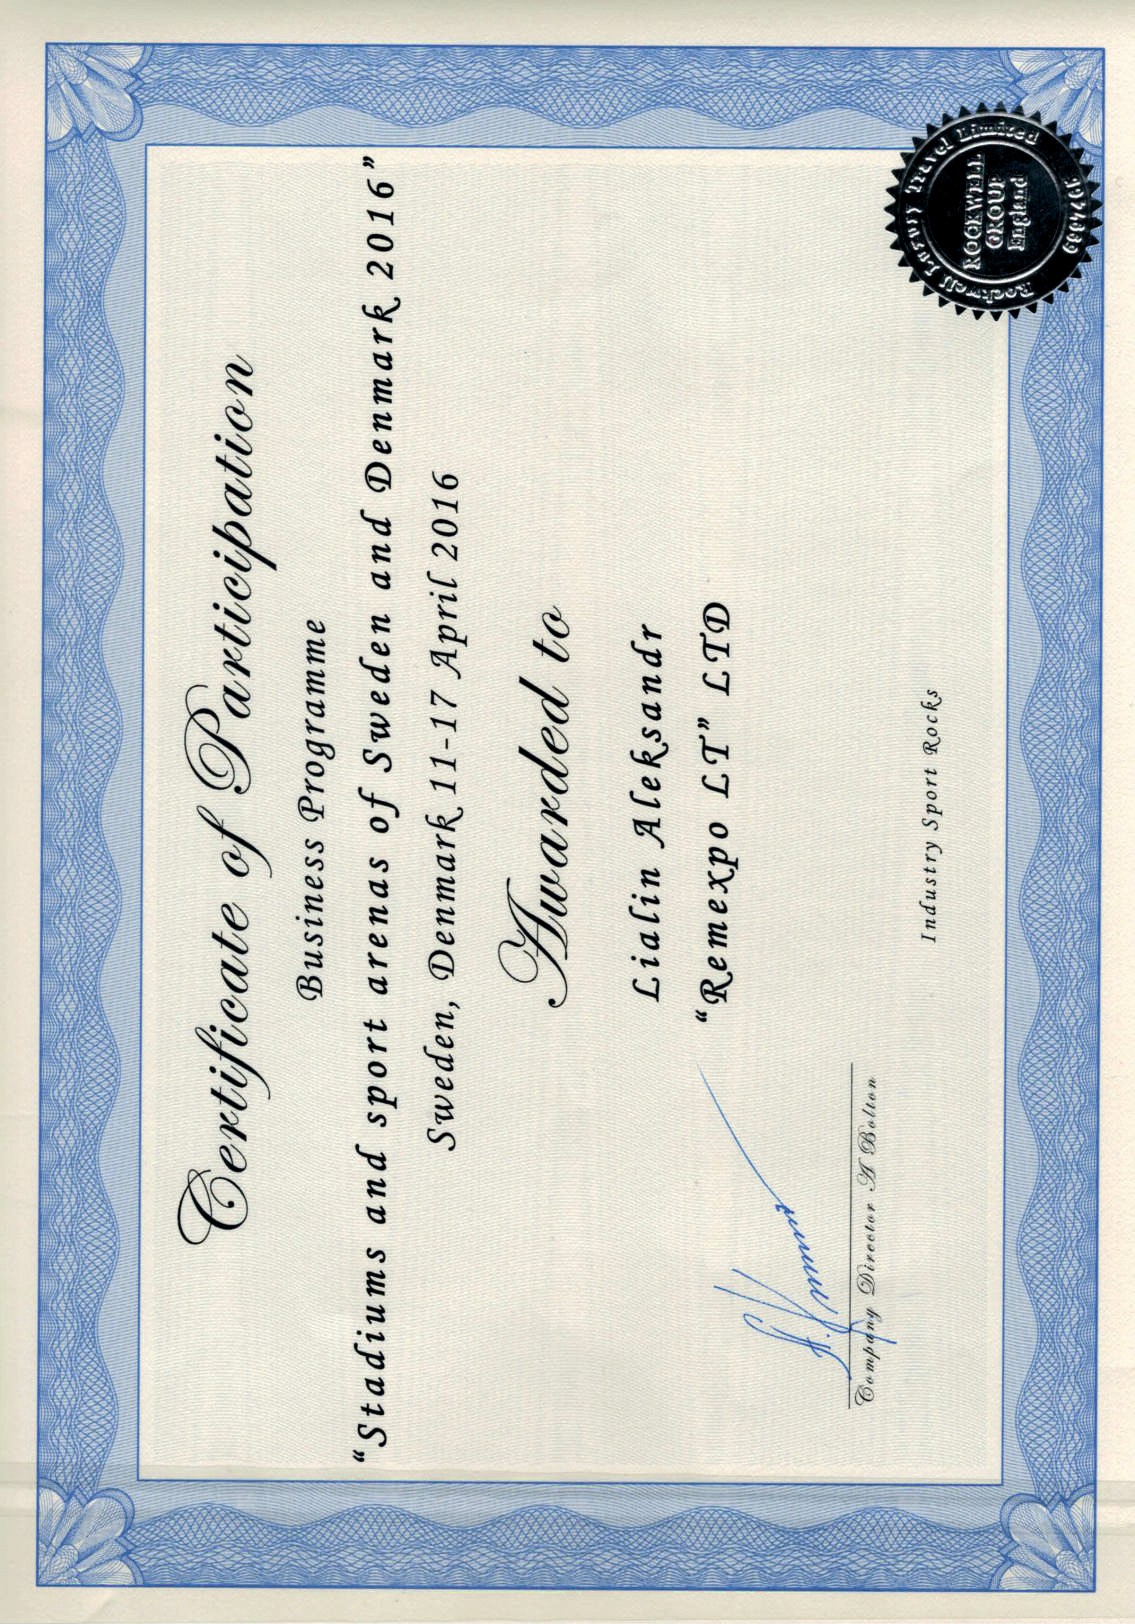 Certificate of Participation
Business Programme
“Stadiums and sport arenas of Sweden and Denmark 2016”
Sweden, Denmark 11-17 April 2016
Awarded to
Lialin Aleksandr
“Remexpo LT” LTD
Company Director A Bolton
Industry Sport Rocks
Rockwell Luxury Travel Limited
ROCKWELL
GROUP
England